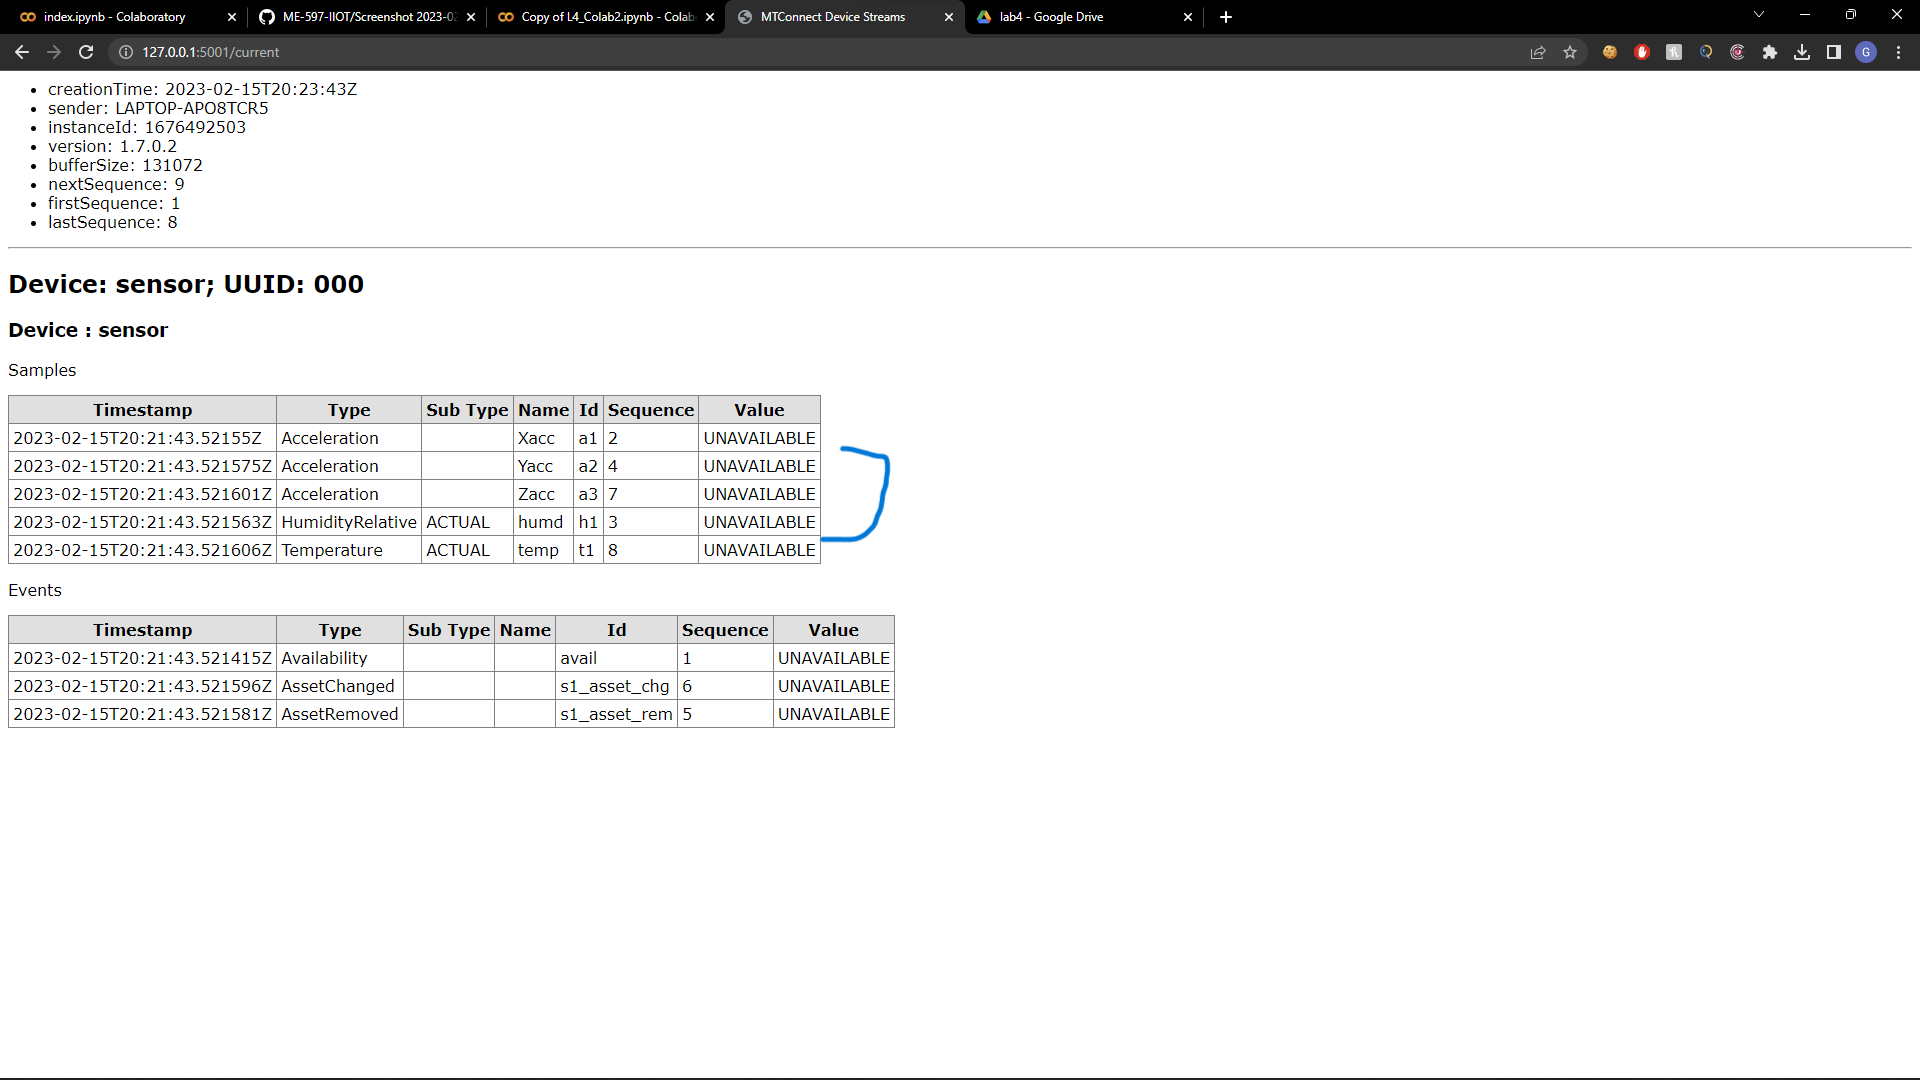 index.ipynb - Colaboratory
ME-597-IIOT/Screenshot 2023-02
Copy of L4_Colab2.ipynb - Colab
MTConnect Device Streams
lab4 - Google Drive
127.0.0.1:5001/current
G
creationTime: 2023-02-15T20:23:43Z
sender: LAPTOP-APO8TCR5
instanceId: 1676492503
version: 1.7.0.2
bufferSize: 131072
nextSequence: 9
firstSequence: 1
lastSequence: 8
Device: sensor; UUID: 000
Device : sensor
Samples
Timestamp Type Sub Type Name Id Sequence Value
2023-02-15T20:21:43.52155Z Acceleration Xacc a1 2 UNAVAILABLE
2023-02-15T20:21:43.521575Z Acceleration Yacc a2 4 UNAVAILABLE
2023-02-15T20:21:43.521601Z Acceleration Zacc a3 7 UNAVAILABLE
2023-02-15T20:21:43.521563Z HumidityRelative ACTUAL humd h1 3 UNAVAILABLE
2023-02-15T20:21:43.521606Z Temperature ACTUAL temp t1 8 UNAVAILABLE
Events
Timestamp Type Sub Type Name Id Sequence Value
2023-02-15T20:21:43.521415Z Availability avail 1 UNAVAILABLE
2023-02-15T20:21:43.521596Z AssetChanged s1_asset_chg 6 UNAVAILABLE
2023-02-15T20:21:43.521581Z AssetRemoved s1_asset_rem 5 UNAVAILABLE